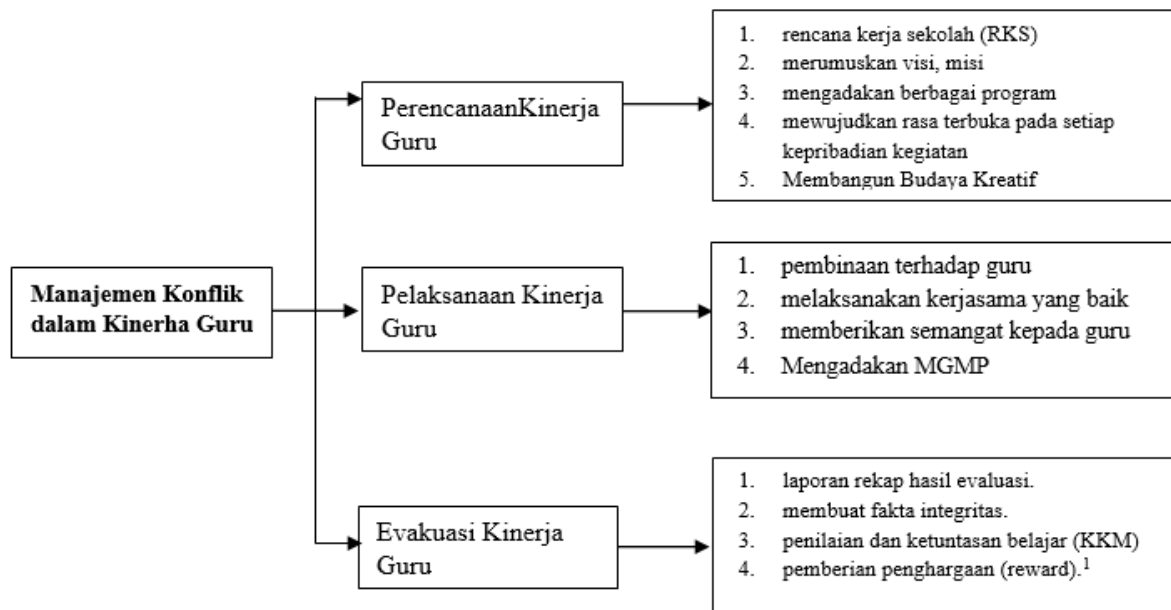 Manajemen Konflik
dalam Kinerha Guru
PerencanaanKinerja
Guru
1. rencana kerja sekolah (RKS)
2. merumuskan visi, misi
3. mengadakan berbagai program
4. mewujudkan rasa terbuka pada setiap
kepribadian kegiatan
5. Membangun Budaya Kreatif
Pelaksanaan Kinerja
Guru
1. pembinaan terhadap guru
2. melaksanakan kerjasama yang baik
3. memberikan semangat kepada guru
4. Mengadakan MGMP
Evakuasi Kinerja
Guru
1. laporan rekap hasil evaluasi.
2. membuat fakta integritas.
3. penilaian dan ketuntasan belajar (KKM)
4. pemberian penghargaan (reward).1